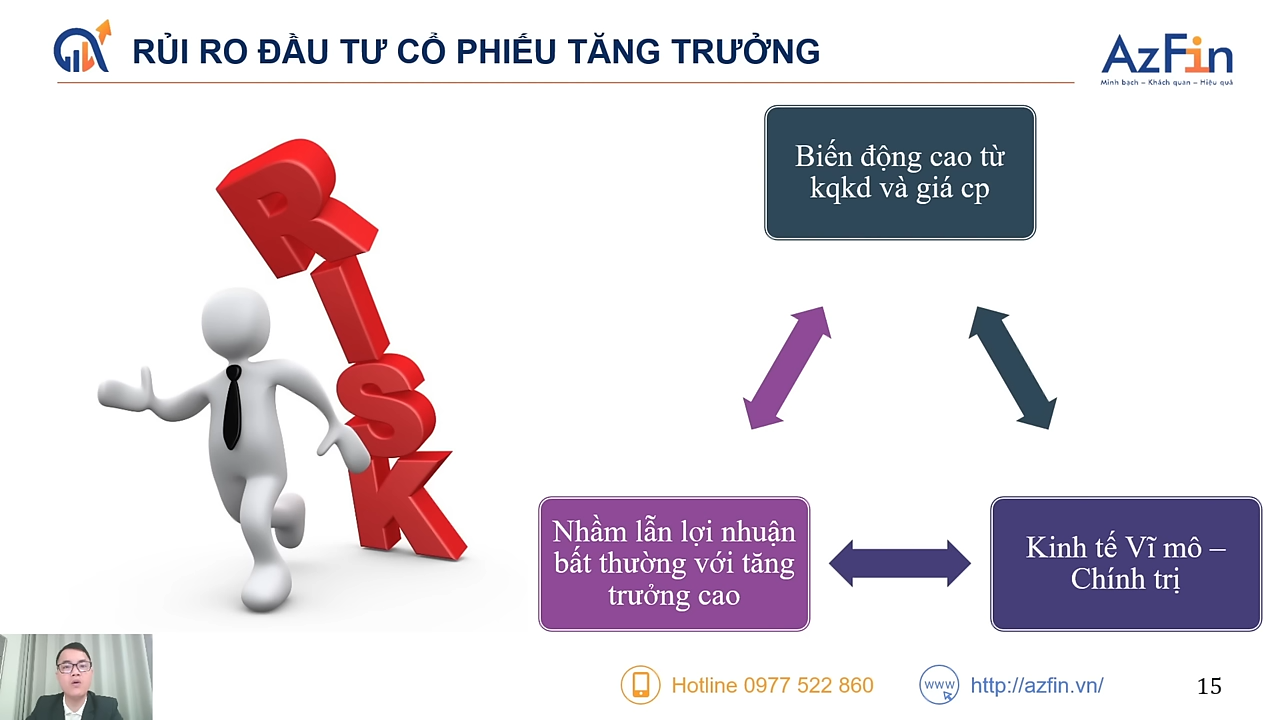 RỦI RO ĐẦU TƯ CỔ PHIẾU TĂNG TRƯỞNG
AzFin
Minh bạch – Khách quan – Hiệu quả
RISK
Biến động cao từ
kqkd và giá cp
Nhầm lẫn lợi nhuận
bất thường với tăng
trưởng cao
Kinh tế Vĩ mô –
Chính trị
Hotline 0977 522 860
www
http://azfin.vn/
15